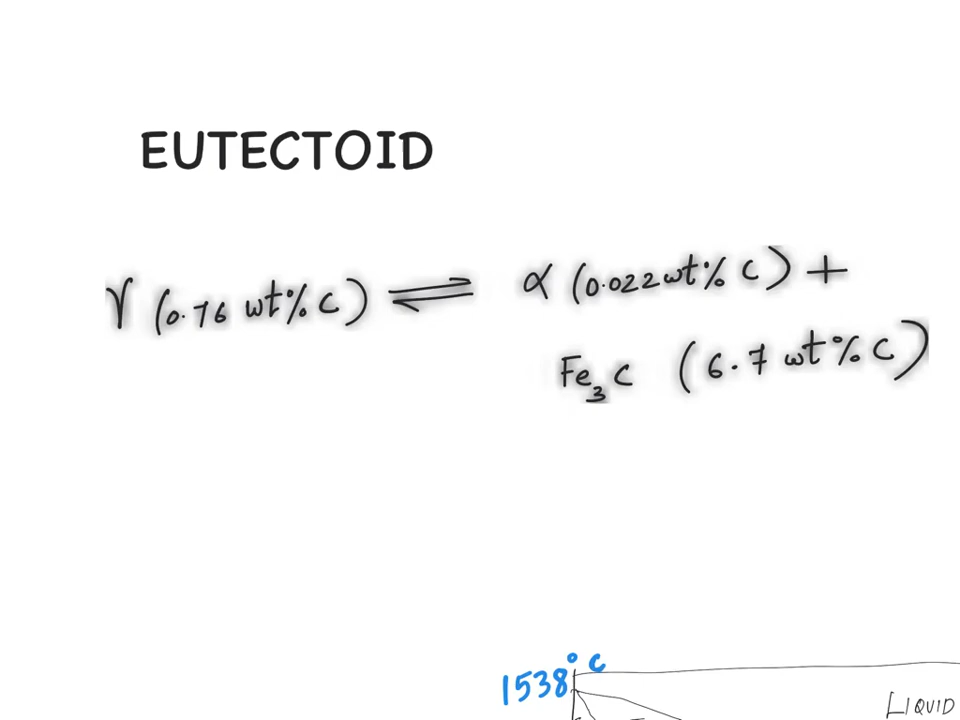 EUTECTOID
γ (0.76 wt% C) ⇌ α (0.022 wt% C) +
Fe₃C (6.7 wt% C)
1538° C
LIQUID